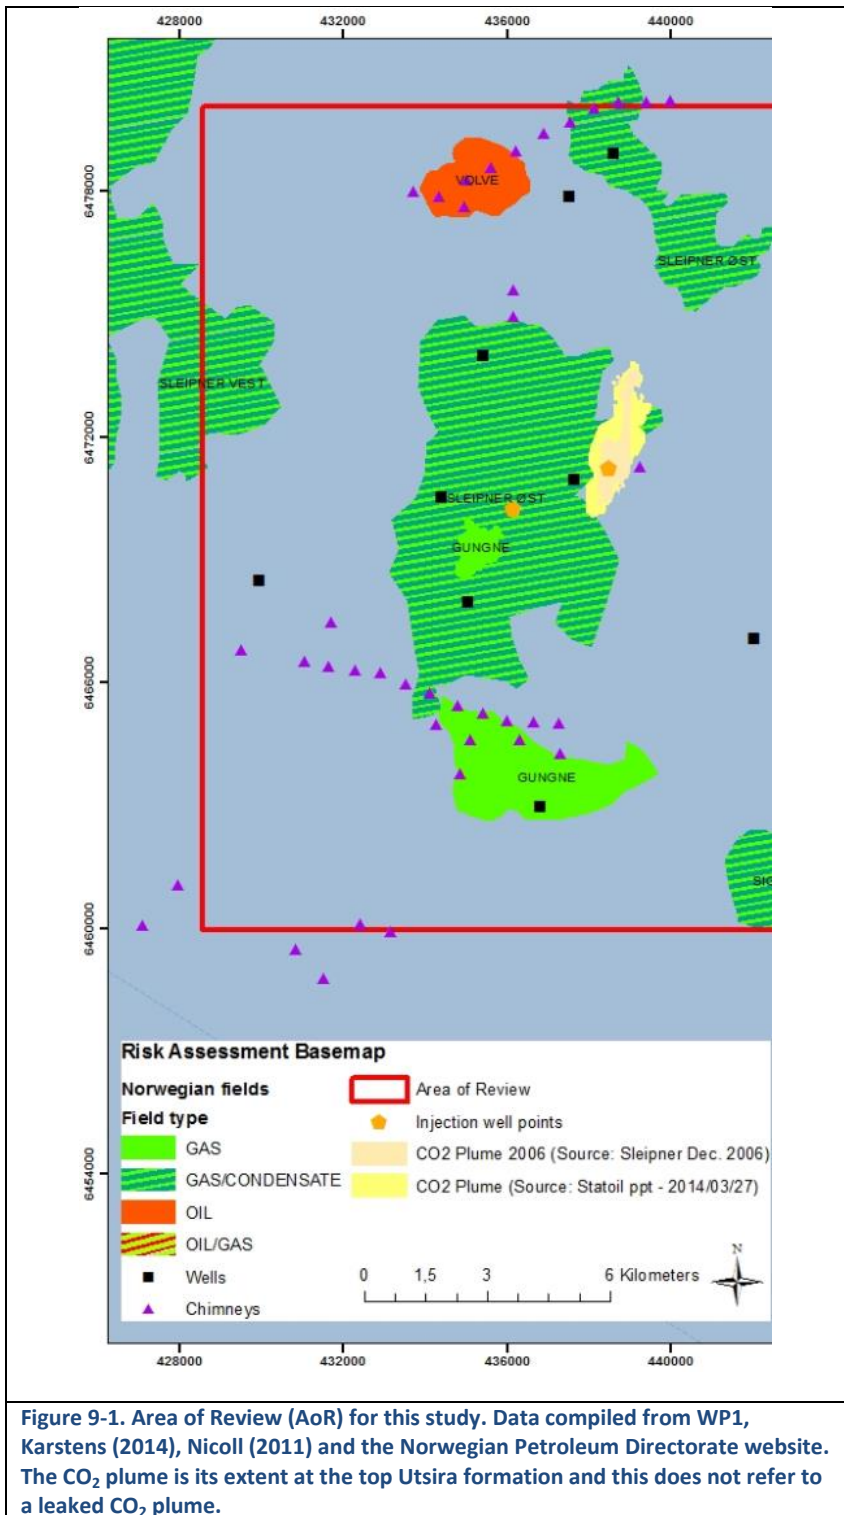 428000 432000 436000 440000
6478000
VOLVE
SLEIPNER ØST
SLEIPNER VEST
6472000
SLEIPNER ØST
GUNGNE
6466000
GUNGNE
SIG
6460000
Risk Assessment Basemap
Norwegian fields
Field type
GAS
GAS/CONDENSATE
OIL
OIL/GAS
Wells
Chimneys
Area of Review
Injection well points
CO2 Plume 2006 (Source: Sleipner Dec. 2006)
CO2 Plume (Source: Statoil ppt - 2014/03/27)
6454000
0 1,5 3 6 Kilometers
N
428000 432000 436000 440000
Figure 9-1. Area of Review (AoR) for this study. Data compiled from WP1,
Karstens (2014), Nicoll (2011) and the Norwegian Petroleum Directorate website.
The CO₂ plume is its extent at the top Utsira formation and this does not refer to
a leaked CO₂ plume.